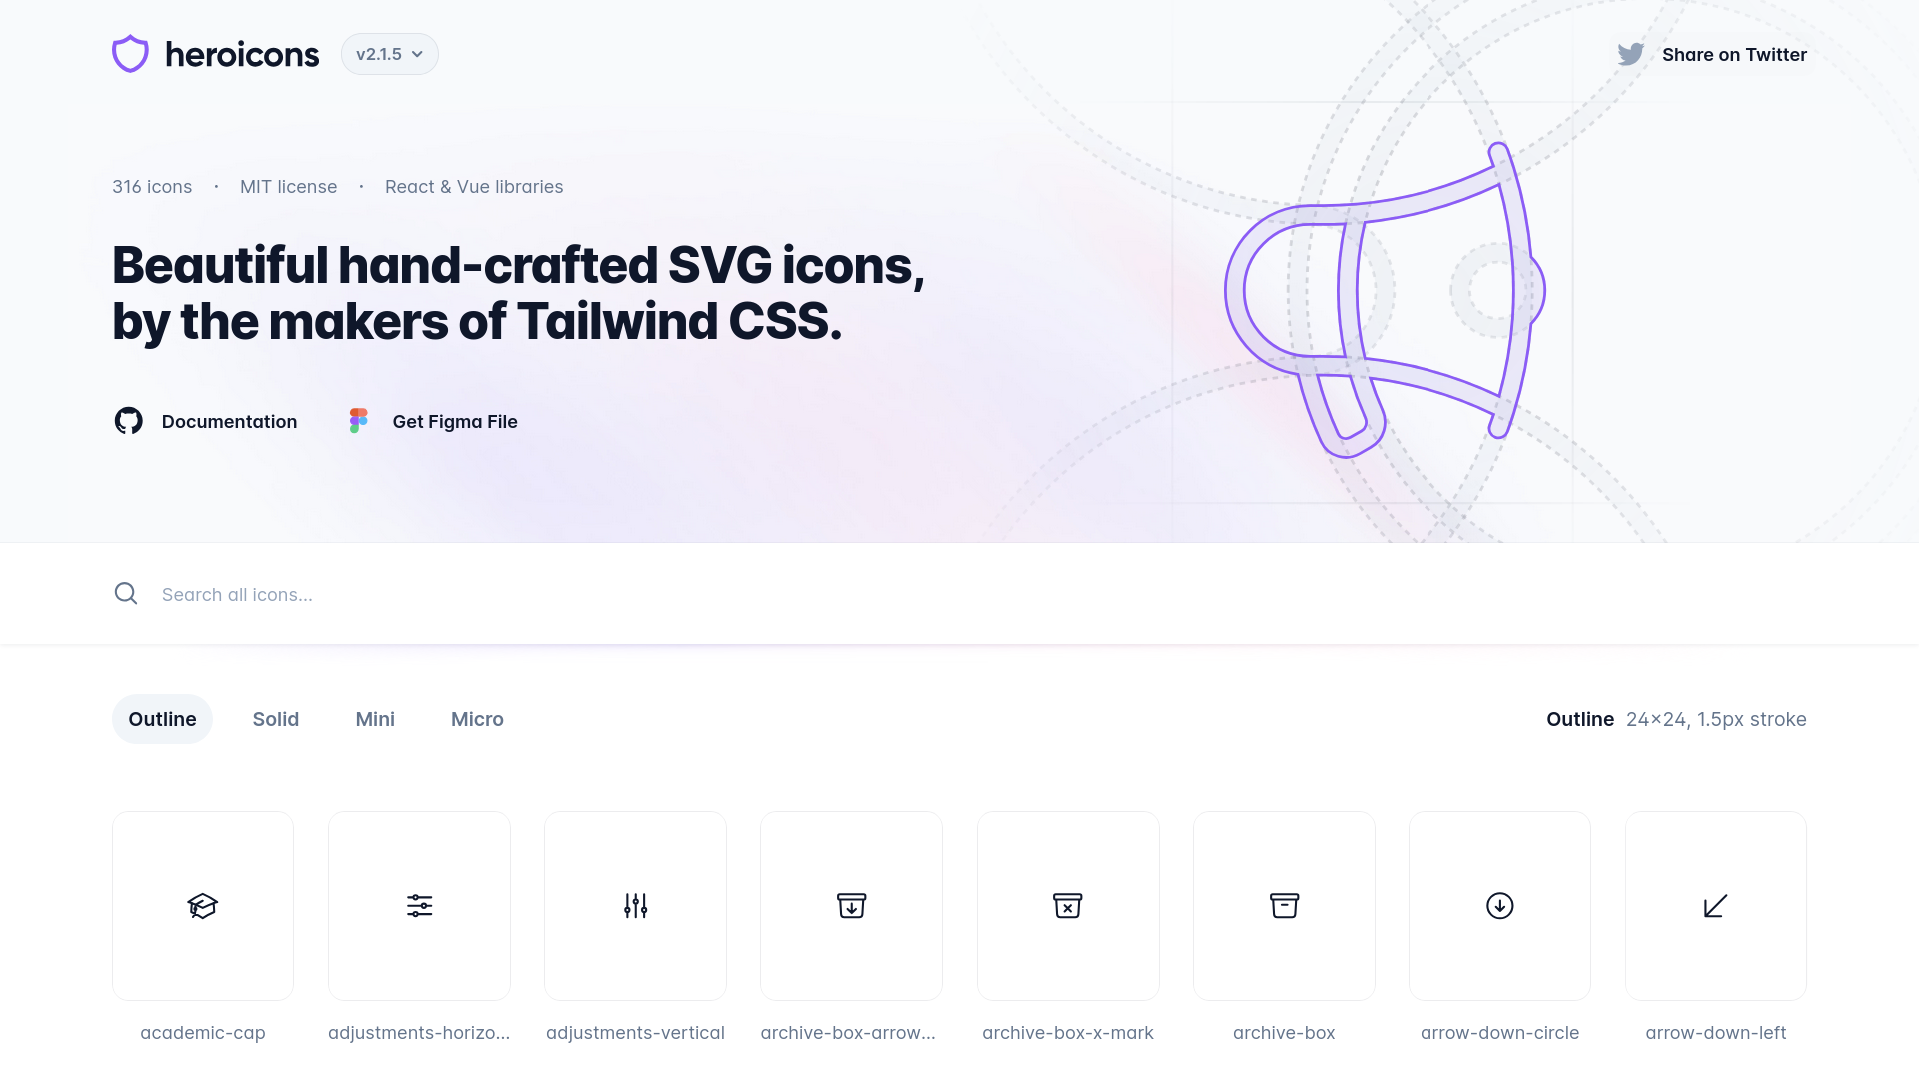 heroicons
v2.1.5
Share on Twitter
316 icons · MIT license · React & Vue libraries
Beautiful hand-crafted SVG icons,
by the makers of Tailwind CSS.
Documentation
Get Figma File
Search all icons...
Outline
Solid
Mini
Micro
Outline 24×24, 1.5px stroke
academic-cap
adjustments-horizo...
adjustments-vertical
archive-box-arrow...
archive-box-x-mark
archive-box
arrow-down-circle
arrow-down-left